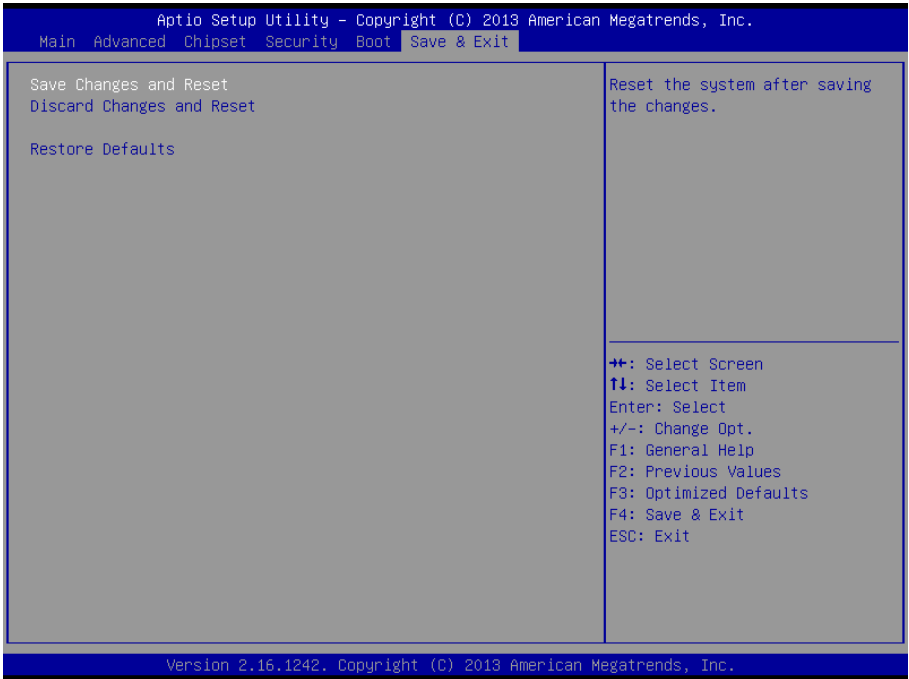 Aptio Setup Utility – Copyright (C) 2013 American Megatrends, Inc.
Main Advanced Chipset Security Boot Save & Exit
Save Changes and Reset
Discard Changes and Reset
Restore Defaults
Reset the system after saving
the changes.
→←: Select Screen
↑↓: Select Item
Enter: Select
+/-: Change Opt.
F1: General Help
F2: Previous Values
F3: Optimized Defaults
F4: Save & Exit
ESC: Exit
Version 2.16.1242. Copyright (C) 2013 American Megatrends, Inc.